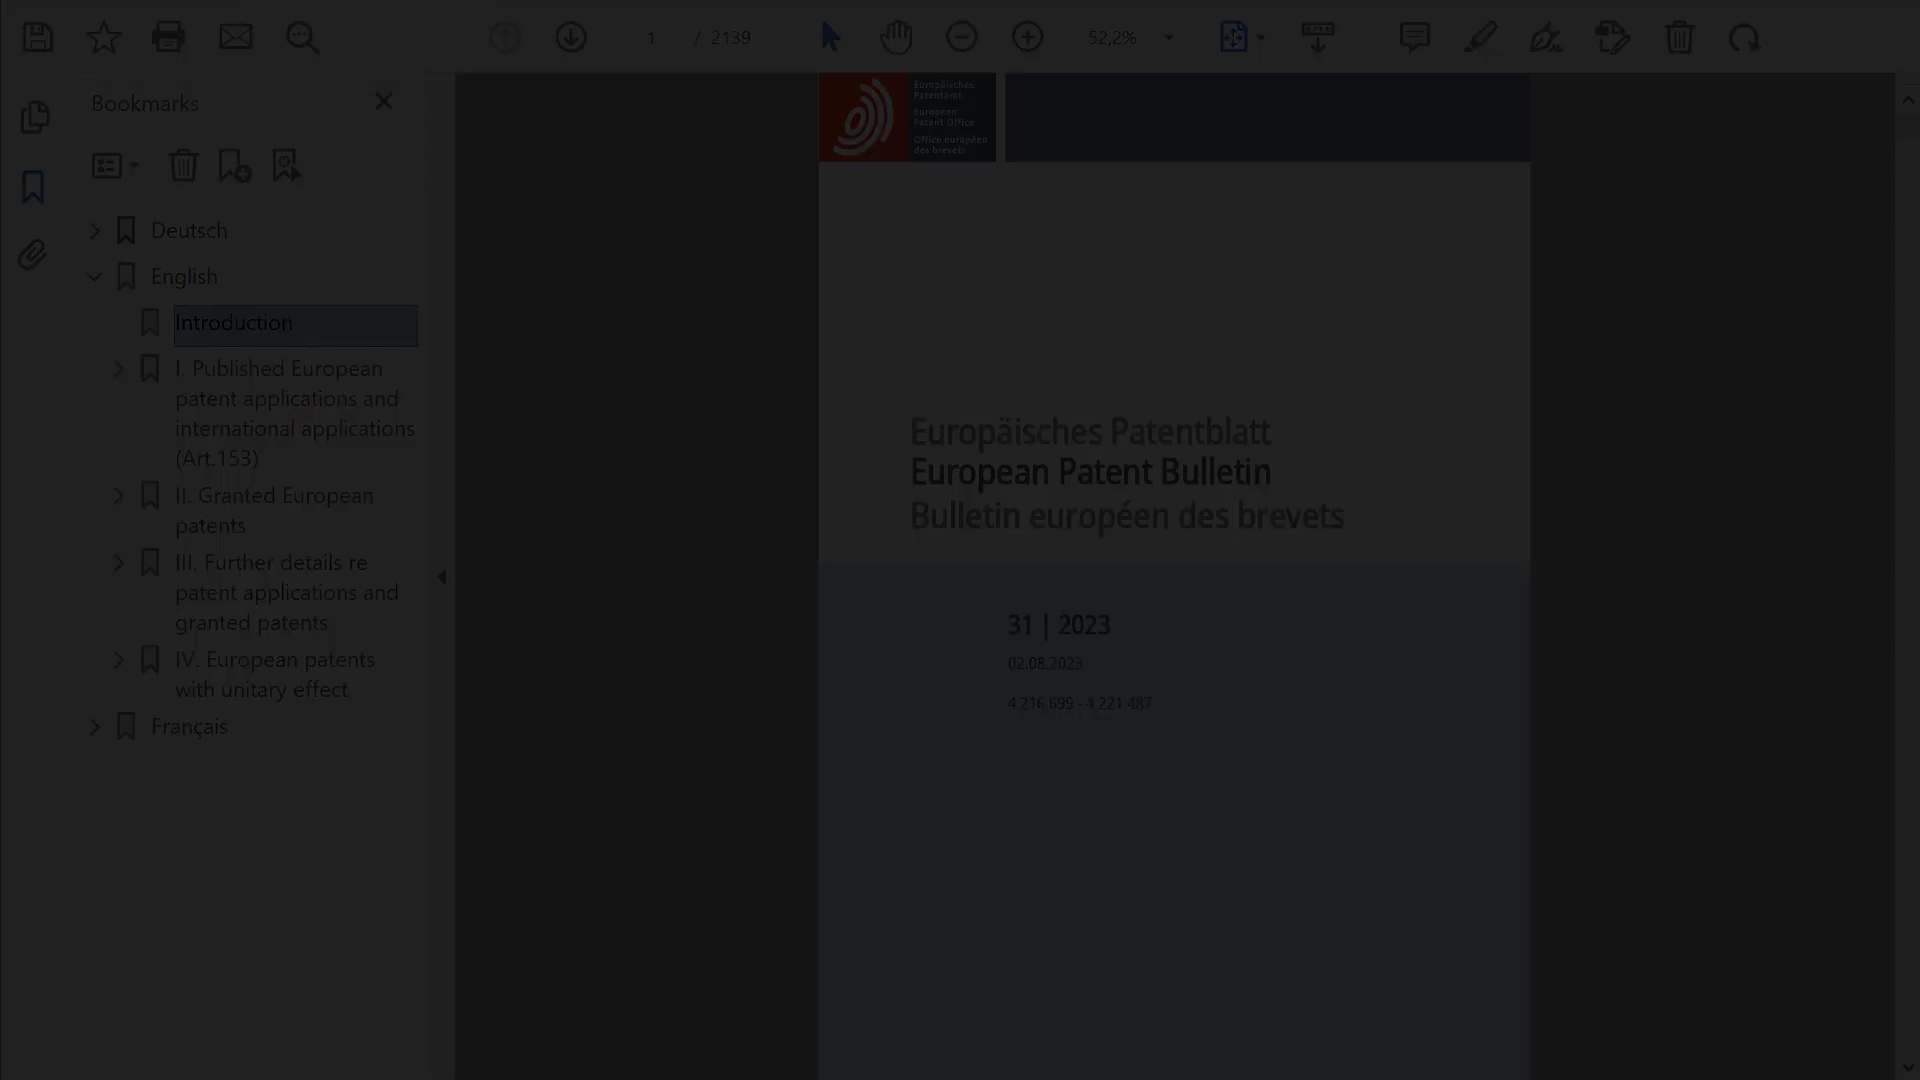 1 / 2139
52,2%
Bookmarks
Deutsch
English
Introduction
I. Published European
patent applications and
international applications
(Art.153)
II. Granted European
patents
III. Further details re
patent applications and
granted patents
IV. European patents
with unitary effect
Français
Europäisches
Patentamt
European
Patent Office
Office européen
des brevets
Europäisches Patentblatt
European Patent Bulletin
Bulletin européen des brevets
31 | 2023
02.08.2023
4 216 699 - 4 221 487